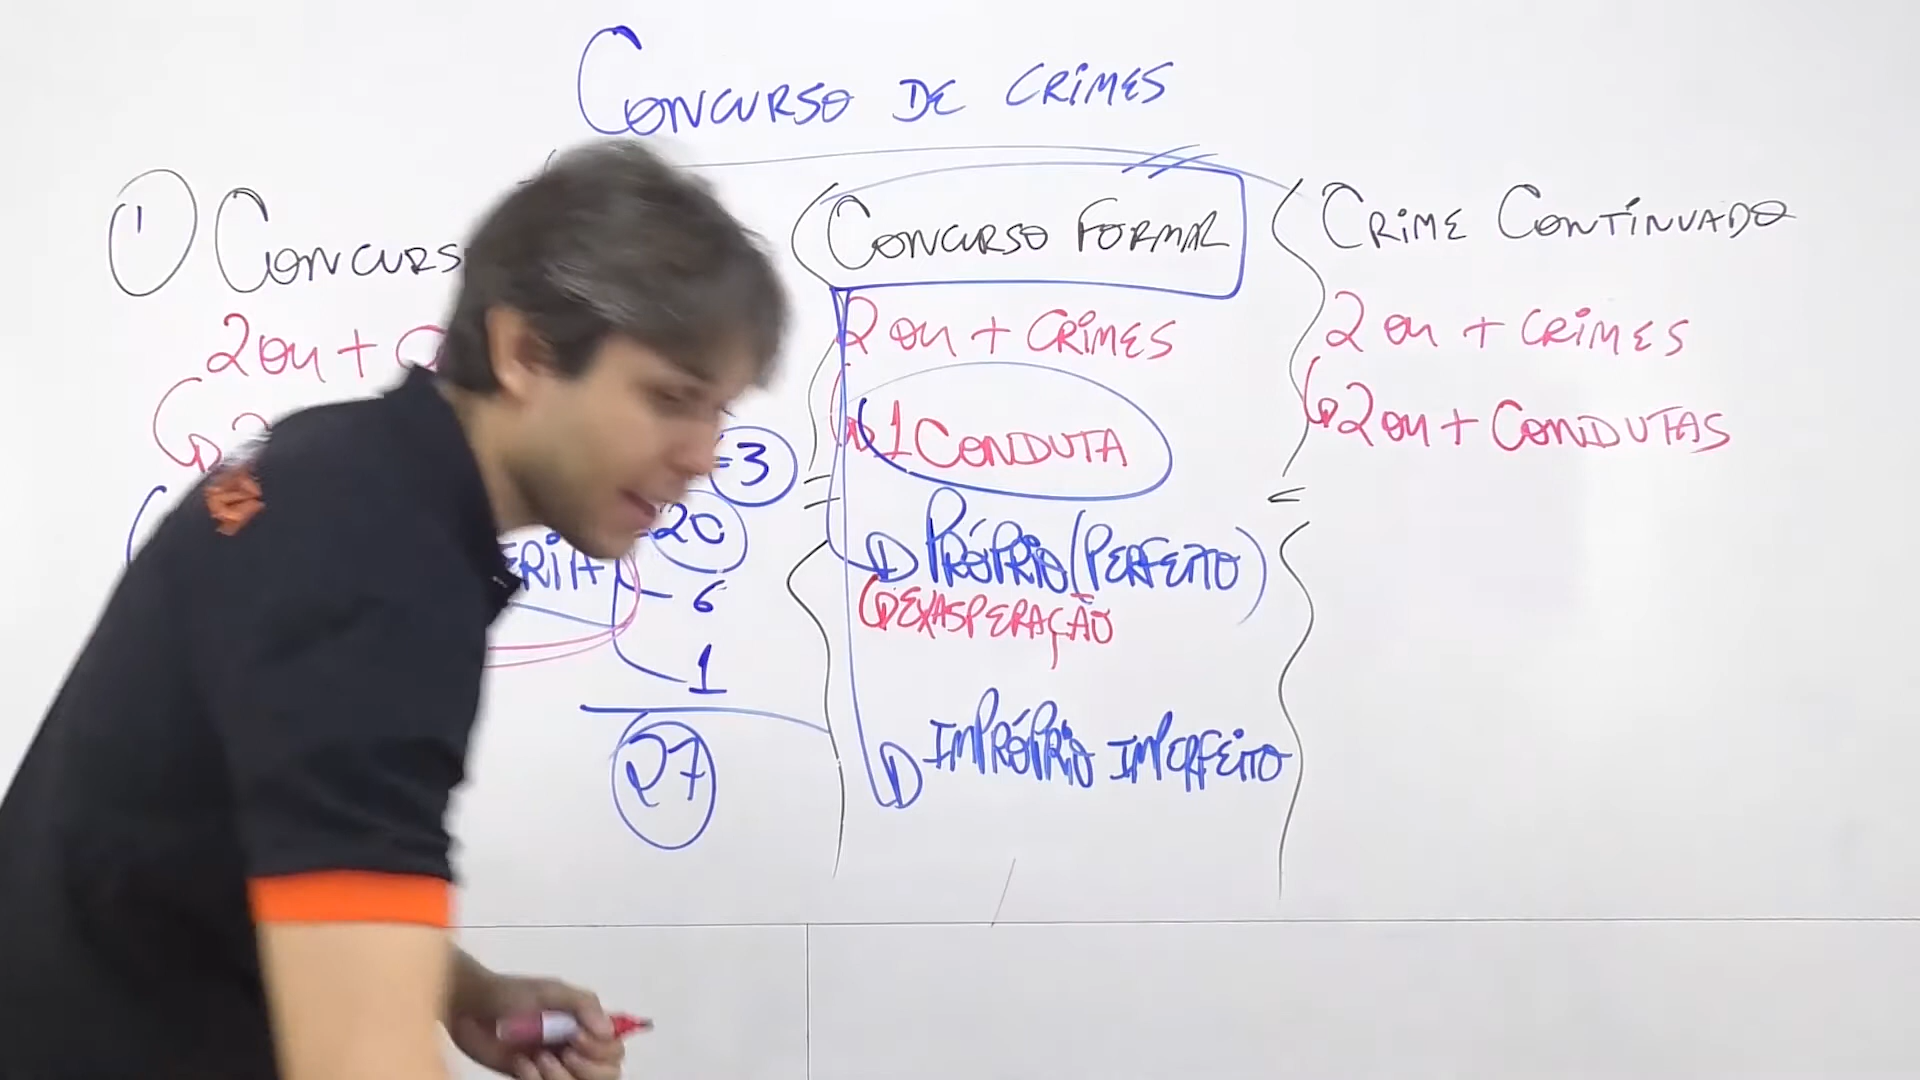 CONCURSO DE CRIMES
1 CONCURS
2 ou +
=3
20
ERIA
6
1
27
CONCURSO FORMAL
2 ou + CRIMES
1 CONDUTA
PRÓPRIO (PERFEITO)
EXASPERAÇÃO
IMPRÓPRIO IMPERFEITO
CRIME CONTINUADO
2 ou + CRIMES
2 ou + CONDUTAS